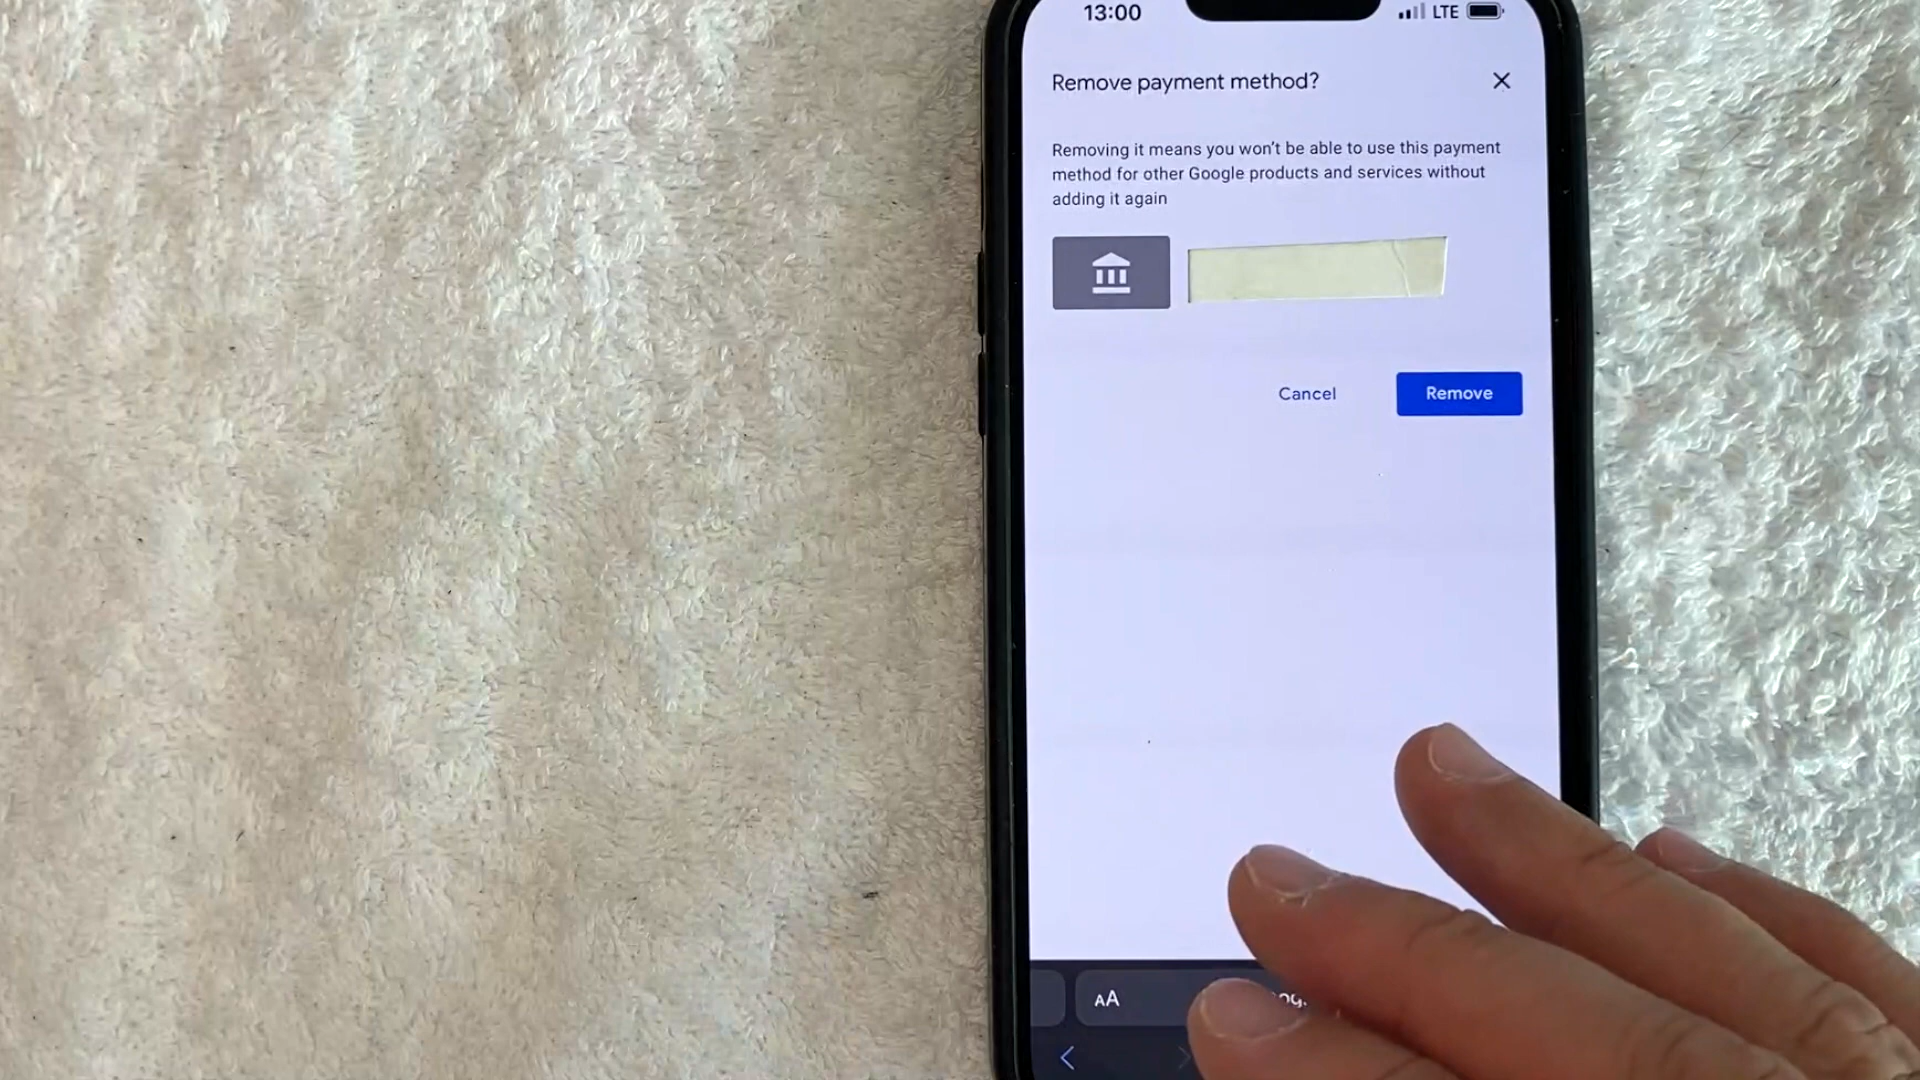 13:00
LTE
Remove payment method?
Removing it means you won't be able to use this payment
method for other Google products and services without
adding it again
Cancel
Remove
AA